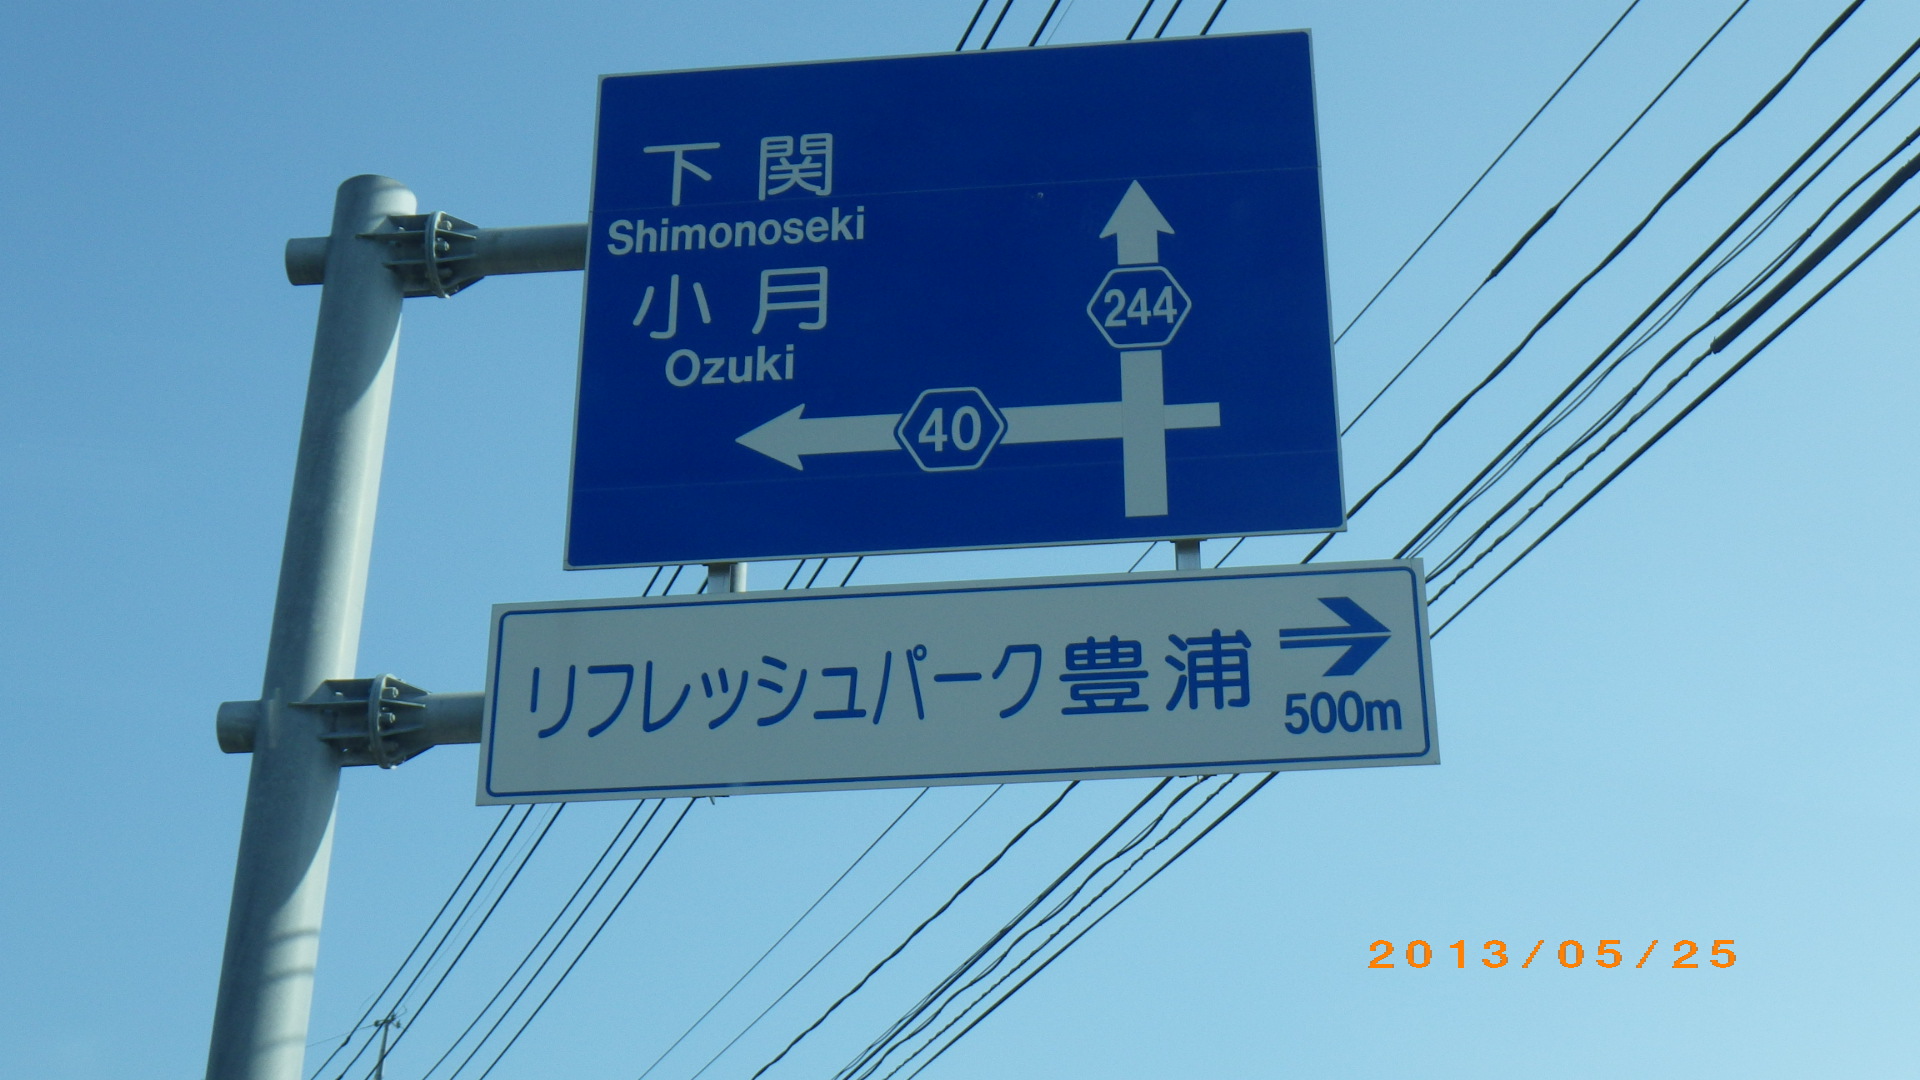 下関
Shimonoseki
小月
Ozuki
244
40
リフレッシュパーク豊浦
500m
2013/05/25